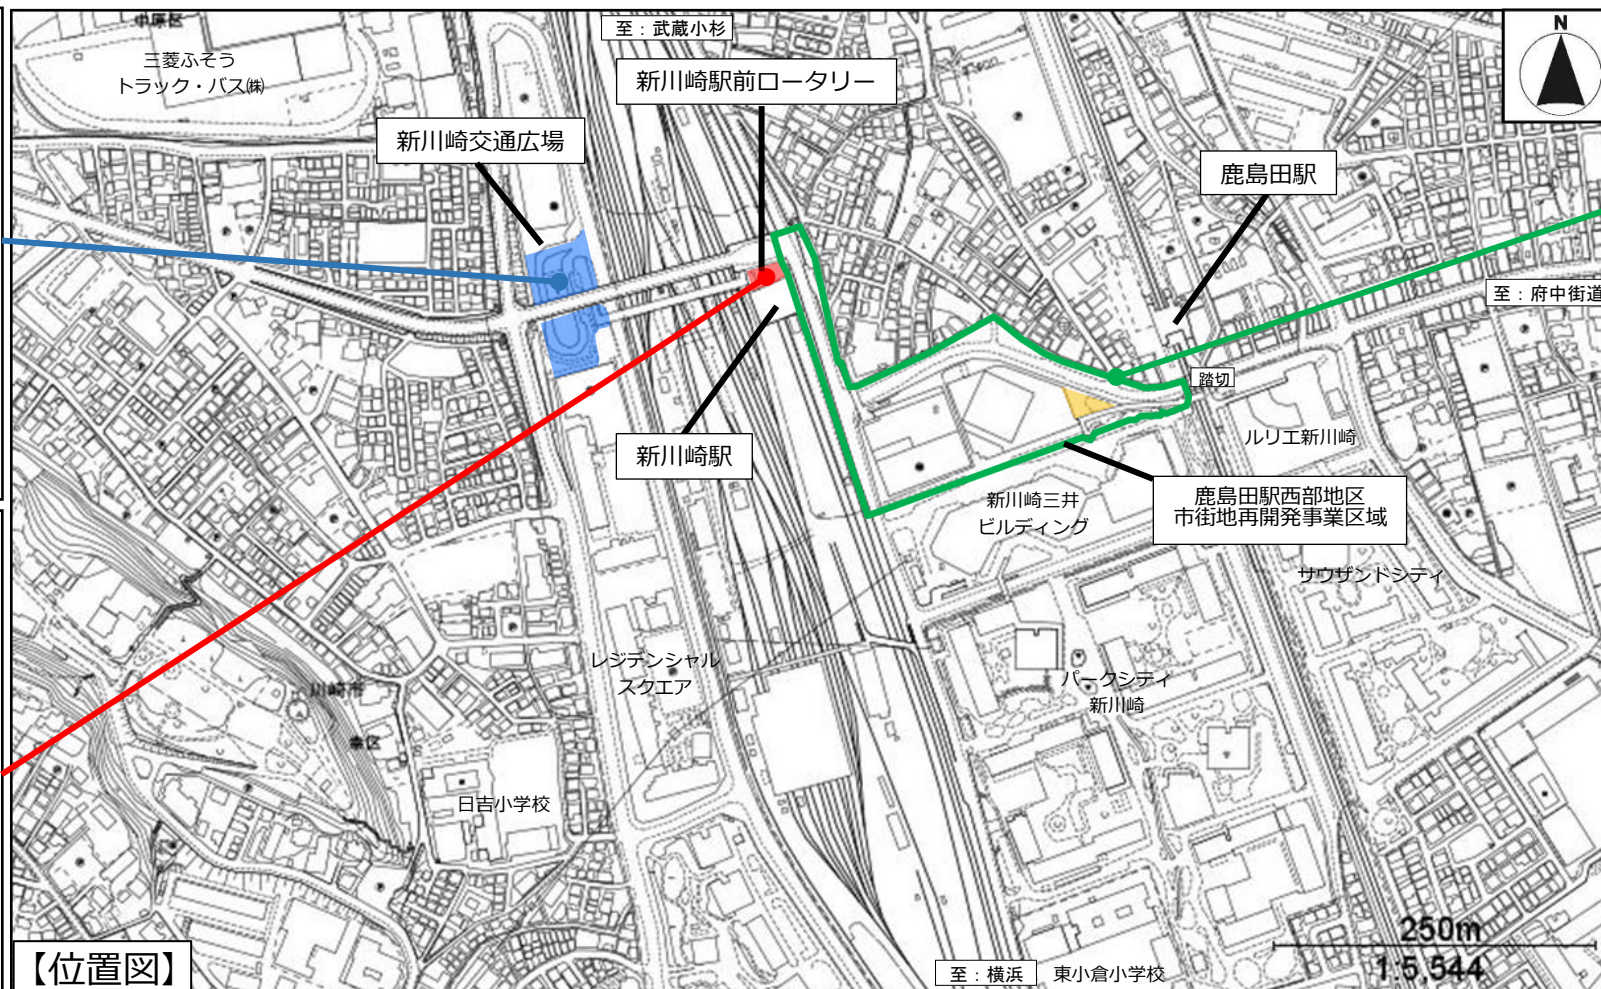 中原区
至：武蔵小杉
N
三菱ふそう
トラック・バス㈱
新川崎駅前ロータリー
新川崎交通広場
鹿島田駅
至：府中街道
踏切
ルリエ新川崎
新川崎駅
新川崎三井
ビルディング
鹿島田駅西部地区
市街地再開発事業区域
サウザンドシティ
レジデンシャル
スクエア
パークシティ
新川崎
川崎市
幸区
日吉小学校
250m
1:5,544
【位置図】
至：横浜
東小倉小学校